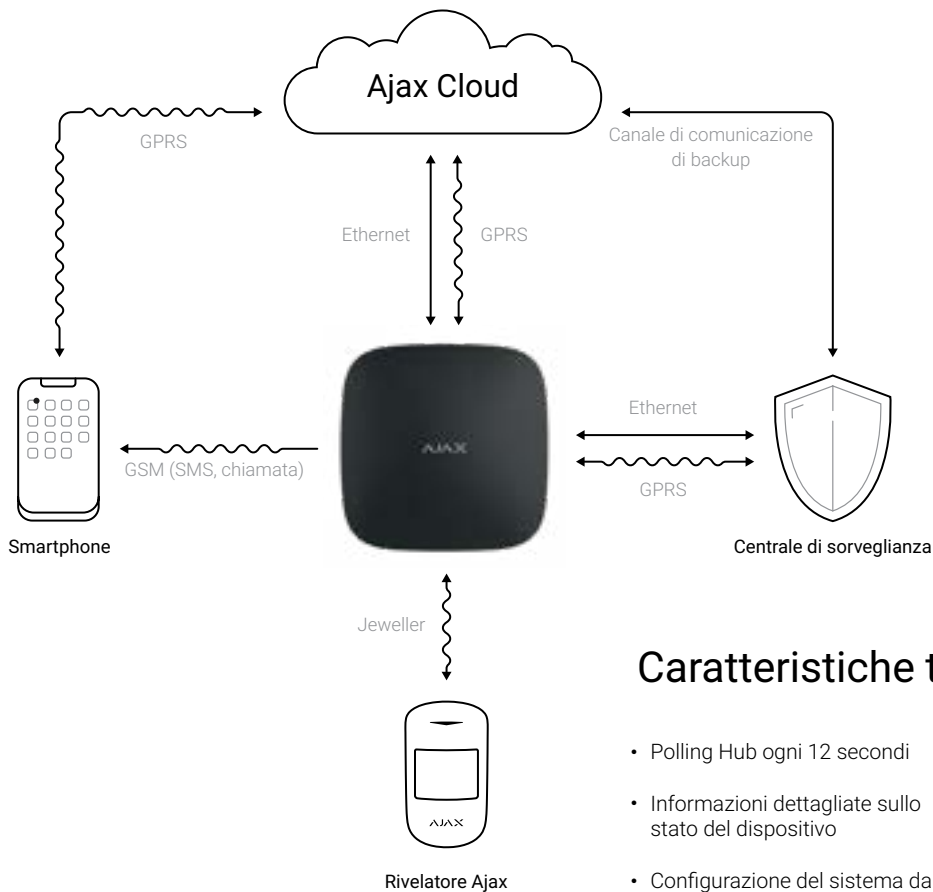 Ajax Cloud
GPRS
Canale di comunicazione
di backup
Ethernet
GPRS
AJAX
Ethernet
GSM (SMS, chiamata)
GPRS
Smartphone
Centrale di sorveglianza
Jeweller
Caratteristiche
• Polling Hub ogni 12 secondi
• Informazioni dettagliate sullo
stato del dispositivo
AJAX
Rivelatore Ajax
• Configurazione del sistema da